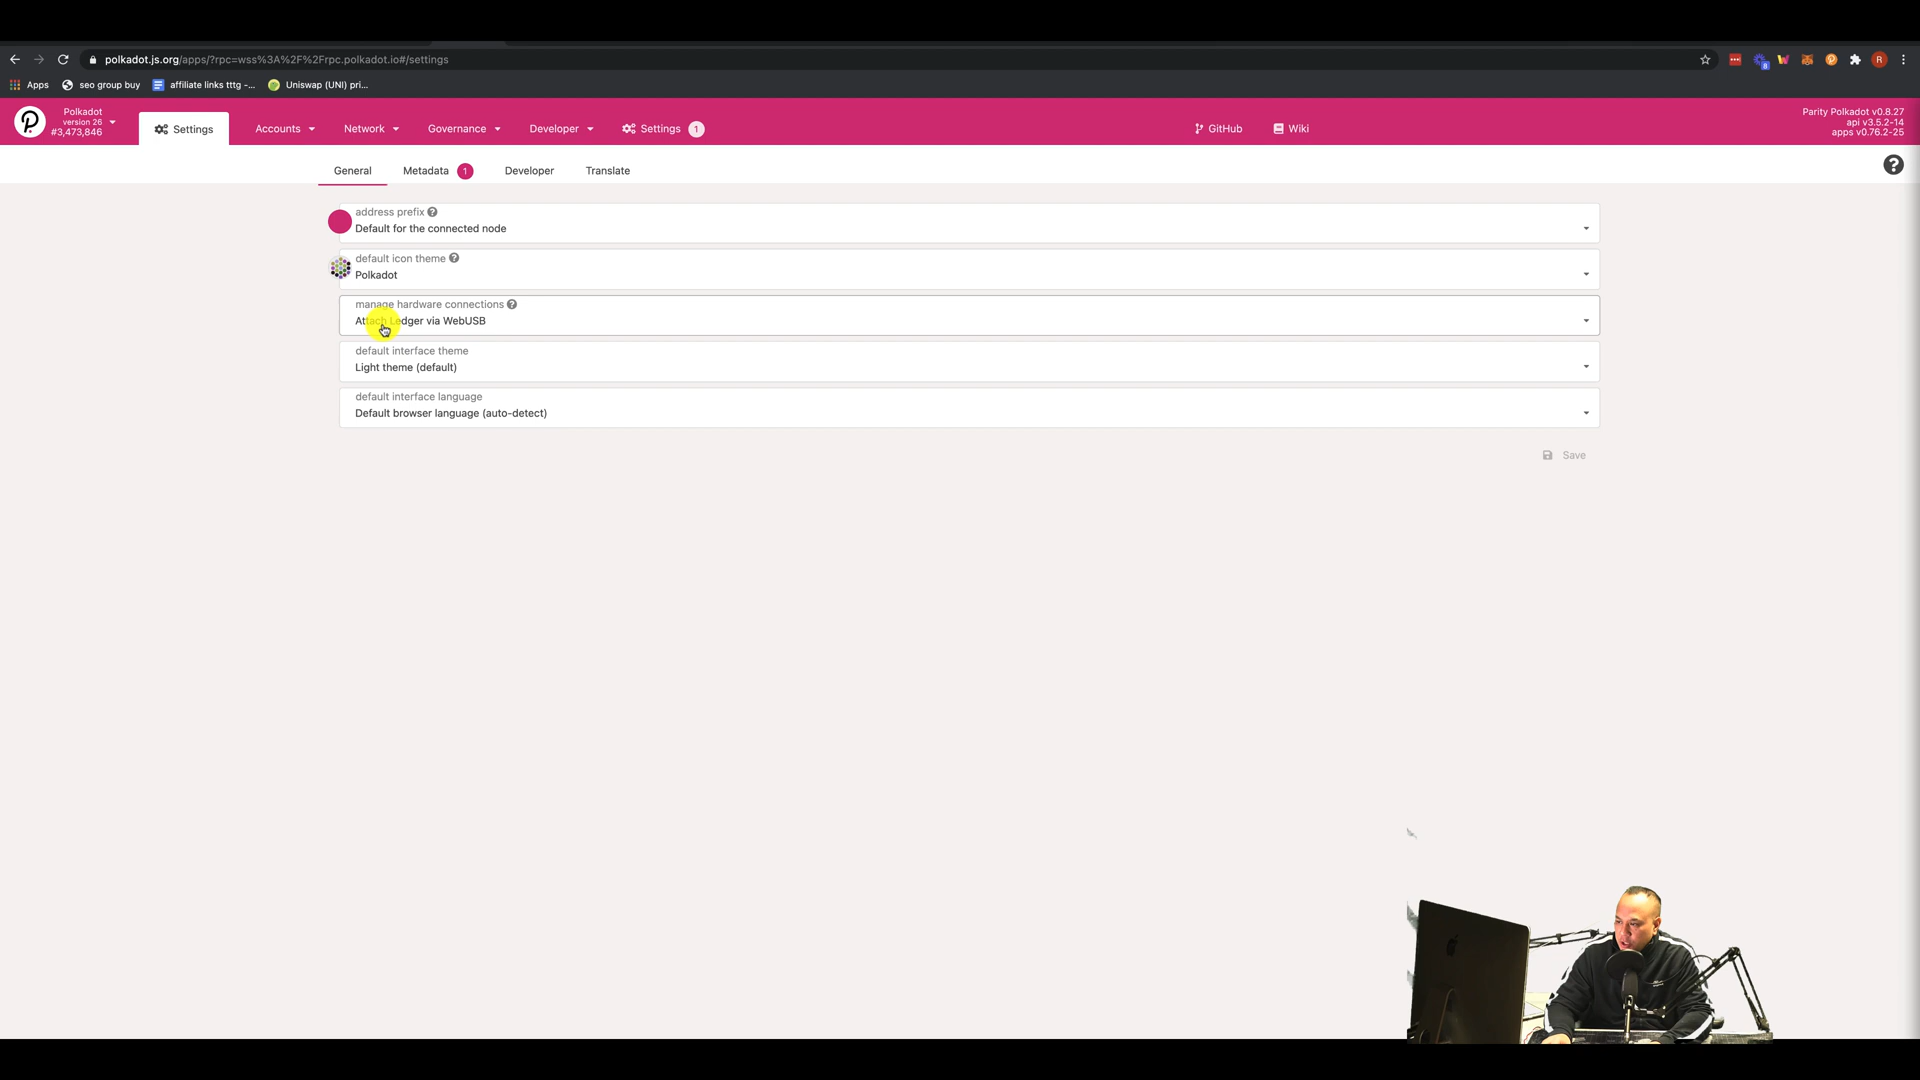 polkadot.js.org/apps/?rpc=wss%3A%2F%2Frpc.polkadot.io#/settings
R
Apps
seo group buy
affiliate links tttg -...
Uniswap (UNI) pri...
8
Polkadot
version 26
#3,473,846
Settings
Accounts
Network
Governance
Developer
Settings
1
GitHub
Wiki
Parity Polkadot v0.8.27
api v3.5.2-14
apps v0.76.2-25
General
Metadata
1
Developer
Translate
?
address prefix ?
Default for the connected node
default icon theme ?
Polkadot
manage hardware connections ?
Attach Ledger via WebUSB
default interface theme
Light theme (default)
default interface language
Default browser language (auto-detect)
Save